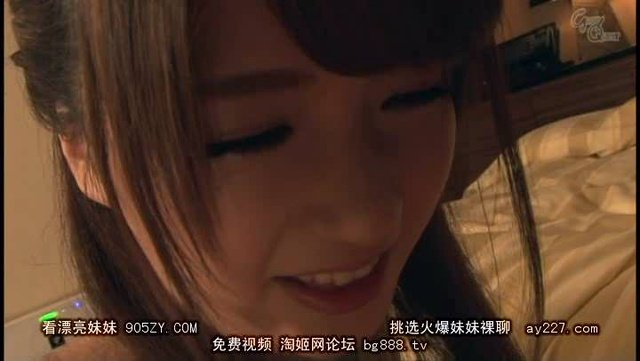 看漂亮妹妹 905ZY.COM
挑选火爆妹妹裸聊 ay227.com
免费视频 淘姬网论坛 bg888.tv